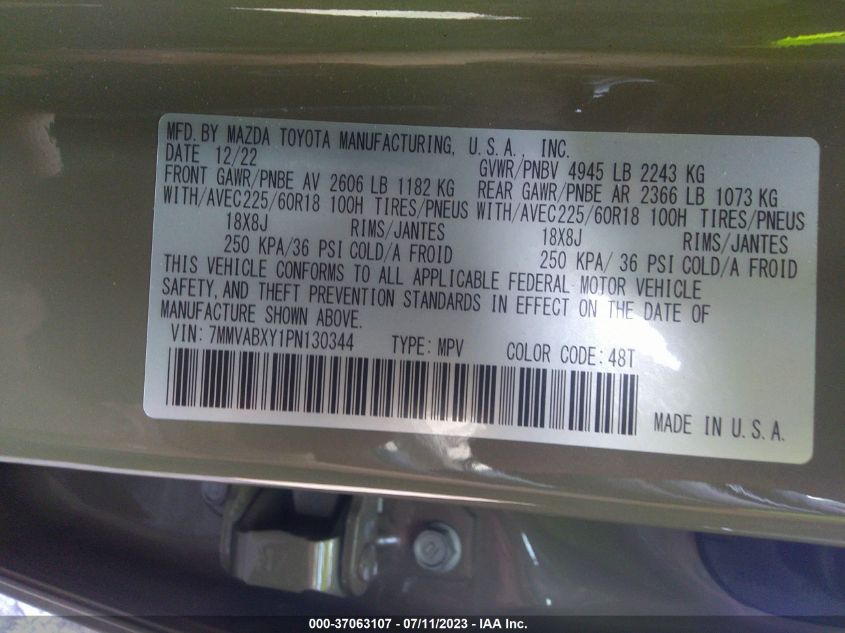 MFD. BY MAZDA TOYOTA MANUFACTURING, U.S.A., INC.
DATE 12/22
GVWR/PNBV 4945 LB 2243 KG
FRONT GAWR/PNBE AV 2606 LB 1182 KG
REAR GAWR/PNBE AR 2366 LB 1073 KG
WITH/AVEC225/60R18 100H TIRES/PNEUS WITH/AVEC225/60R18 100H TIRES/PNEUS
18X8J RIMS/JANTES 18X8J RIMS/JANTES
250 KPA/36 PSI COLD/A FROID 250 KPA/ 36 PSI COLD/A FROID
THIS VEHICLE CONFORMS TO ALL APPLICABLE FEDERAL MOTOR VEHICLE
SAFETY, AND THEFT PREVENTION STANDARDS IN EFFECT ON THE DATE OF
MANUFACTURE SHOWN ABOVE.
VIN: 7MMVABXY1PN130344 TYPE: MPV COLOR CODE: 48T
MADE IN U.S.A.
000-37063107 - 07/11/2023 - IAA Inc.